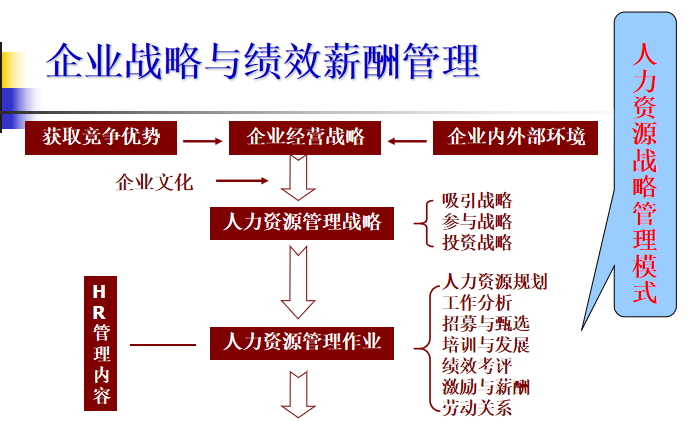 企业战略与绩效薪酬管理
人力资源战略管理模式
获取竞争优势
企业经营战略
企业内外部环境
企业文化
人力资源管理战略
吸引战略
参与战略
投资战略
HR管理内容
人力资源管理作业
人力资源规划
工作分析
招募与甄选
培训与发展
绩效考评
激励与薪酬
劳动关系